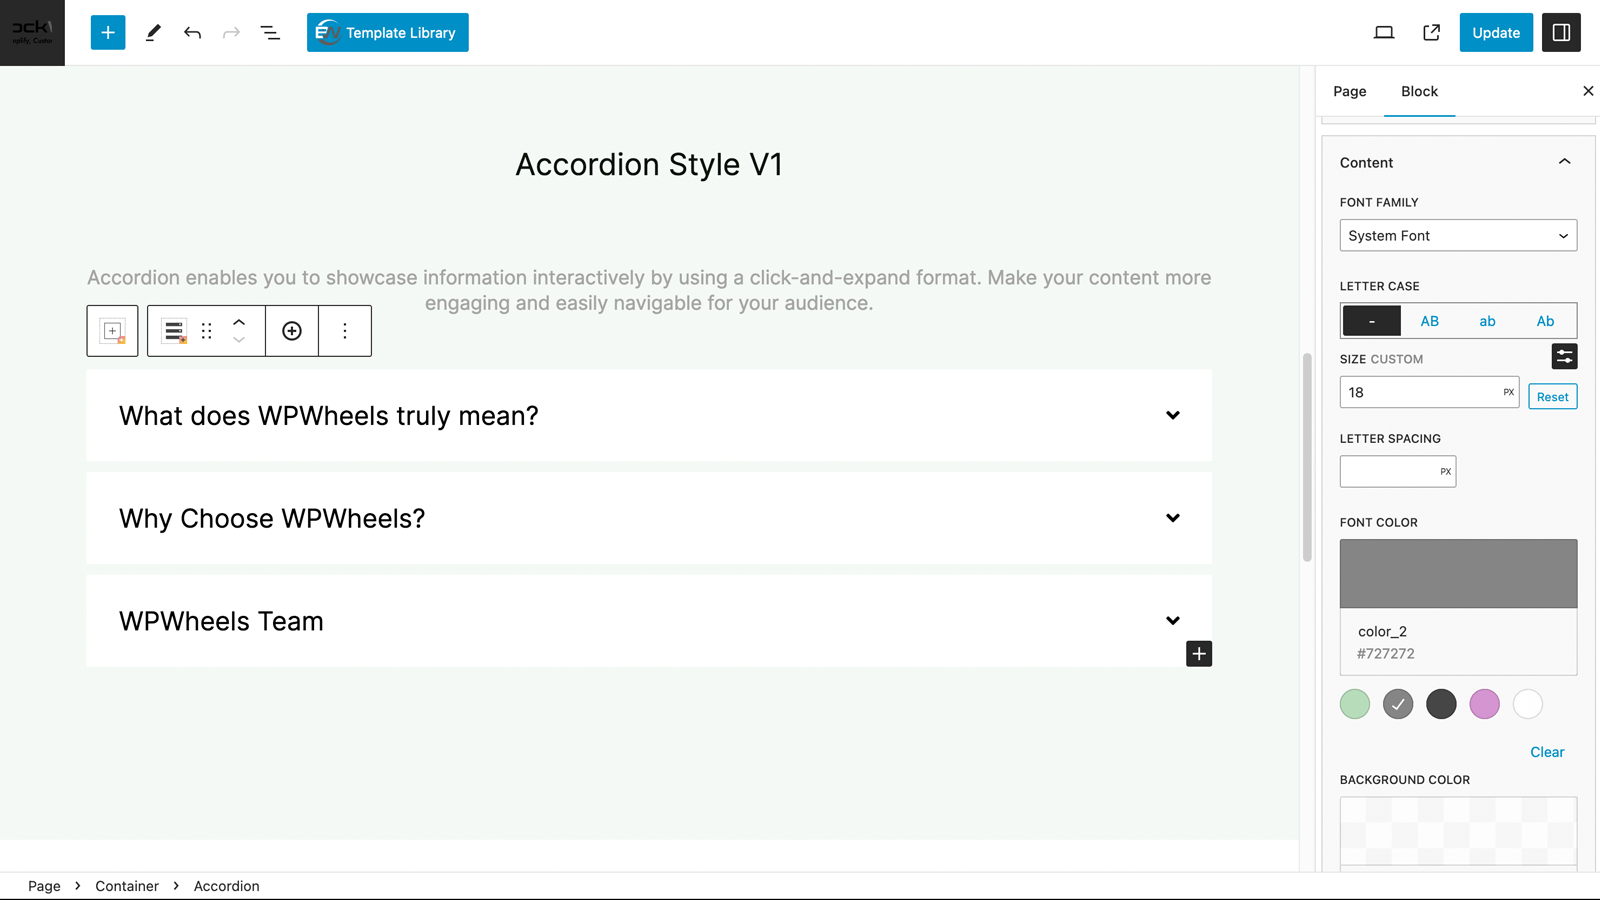 Template Library
Update
Page
Block
Accordion Style V1
Accordion enables you to showcase information interactively by using a click-and-expand format. Make your content more
engaging and easily navigable for your audience.
What does WPWheels truly mean?
Why Choose WPWheels?
WPWheels Team
Content
FONT FAMILY
System Font
LETTER CASE
- AB ab Ab
SIZE CUSTOM
18 PX Reset
LETTER SPACING
PX
FONT COLOR
color_2
#727272
Clear
BACKGROUND COLOR
Page > Container > Accordion